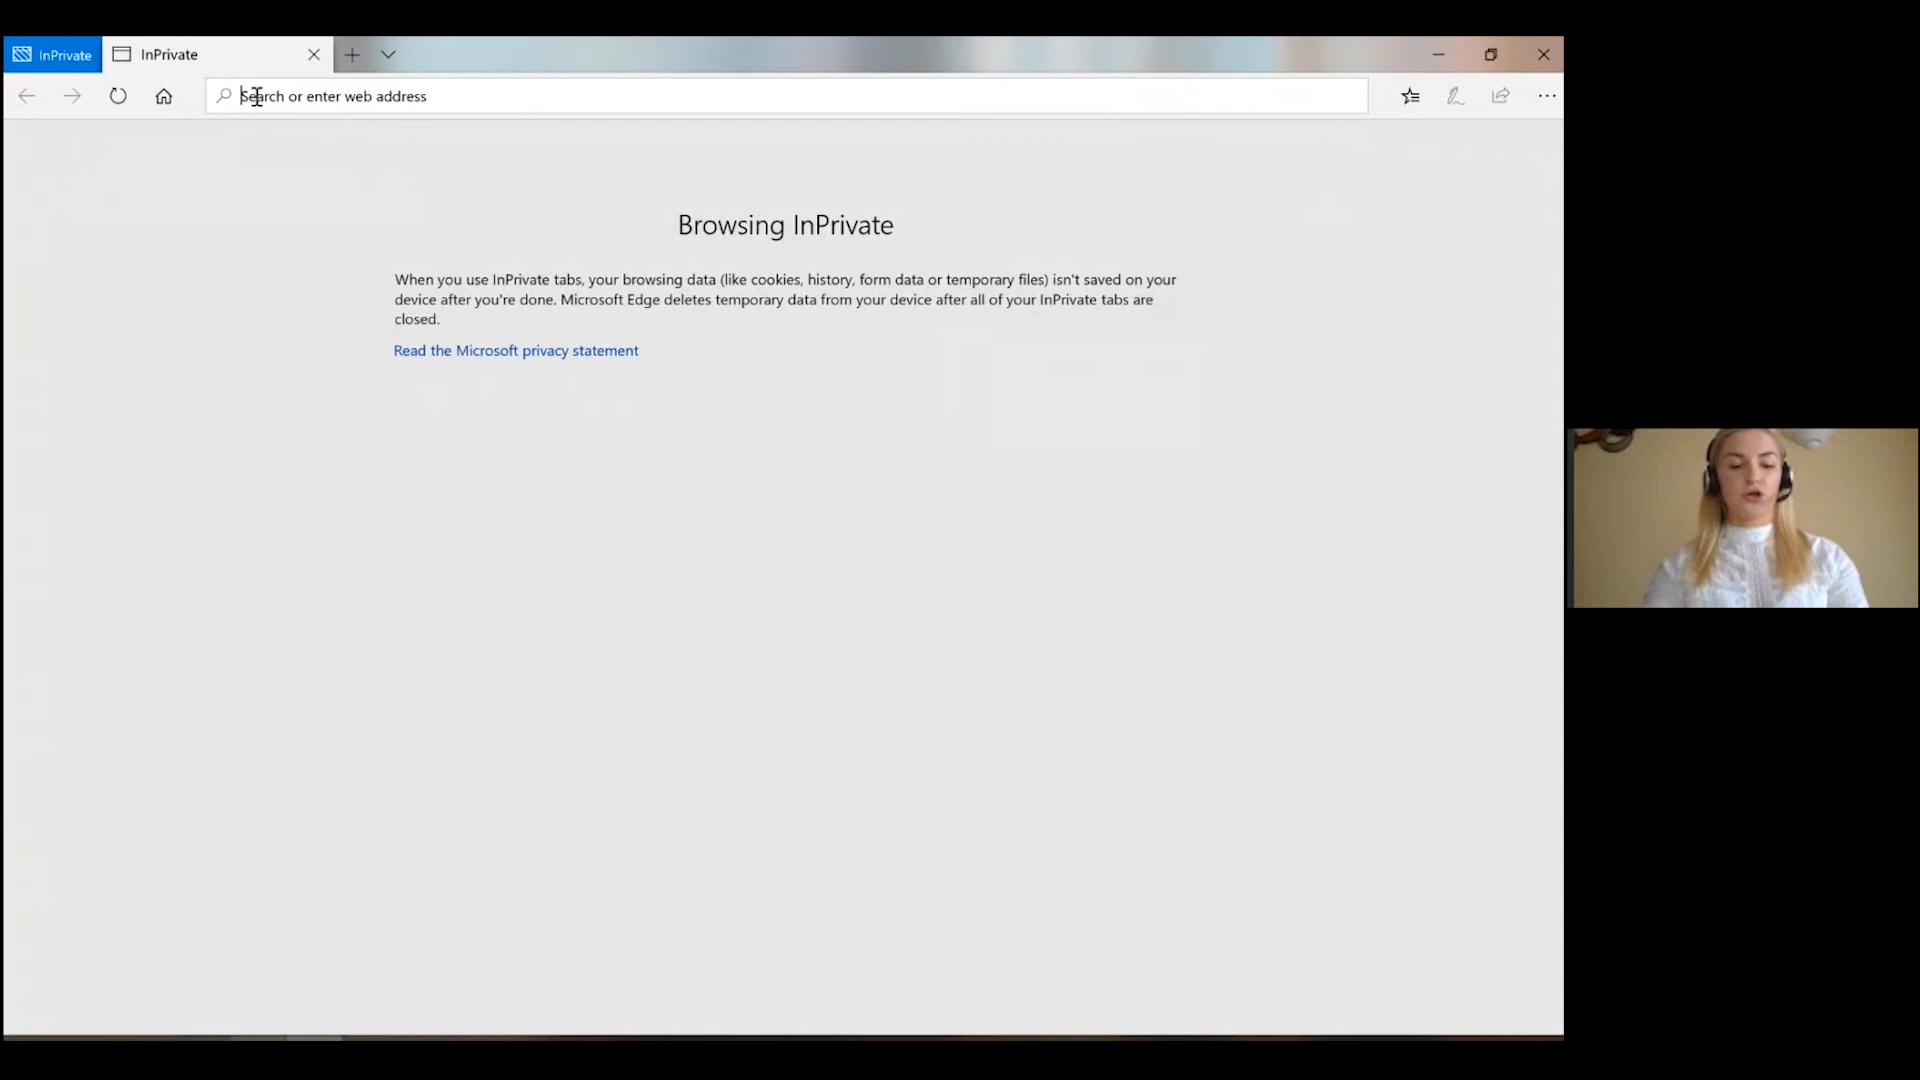 InPrivate
InPrivate
Search or enter web address
Browsing InPrivate
When you use InPrivate tabs, your browsing data (like cookies, history, form data or temporary files) isn't saved on your
device after you're done. Microsoft Edge deletes temporary data from your device after all of your InPrivate tabs are
closed.
Read the Microsoft privacy statement